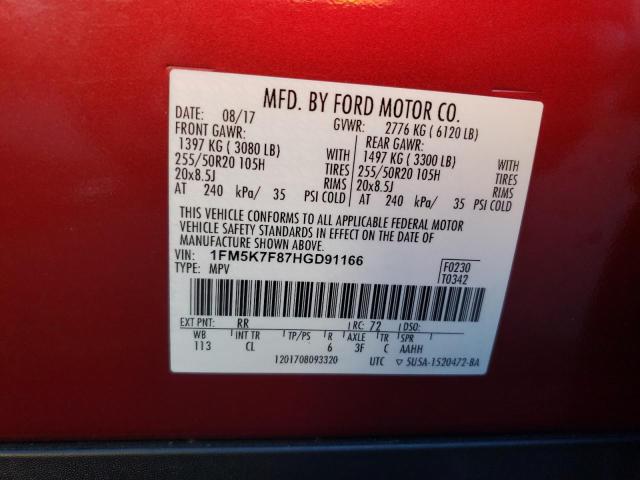 MFD. BY FORD MOTOR CO.
DATE: 08/17 GVWR: 2776 KG ( 6120 LB)
FRONT GAWR: REAR GAWR:
1397 KG ( 3080 LB) WITH 1497 KG ( 3300 LB) WITH
255/50R20 105H TIRES 255/50R20 105H TIRES
20x8.5J RIMS 20x8.5J RIMS
AT 240 kPa/ 35 PSI COLD AT 240 kPa/ 35 PSI COLD
THIS VEHICLE CONFORMS TO ALL APPLICABLE FEDERAL MOTOR
VEHICLE SAFETY STANDARDS IN EFFECT ON THE DATE OF
MANUFACTURE SHOWN ABOVE.
VIN: 1FM5K7F87HGD91166 F0230
TYPE: MPV T0342
EXT PNT: RR RC: 72 DSO:
WB INT TR TP/PS R AXLE TR SPR
113 CL 6 3F C AAHH
1201708093320 UTC ▽ 5U5A-1520472-BA